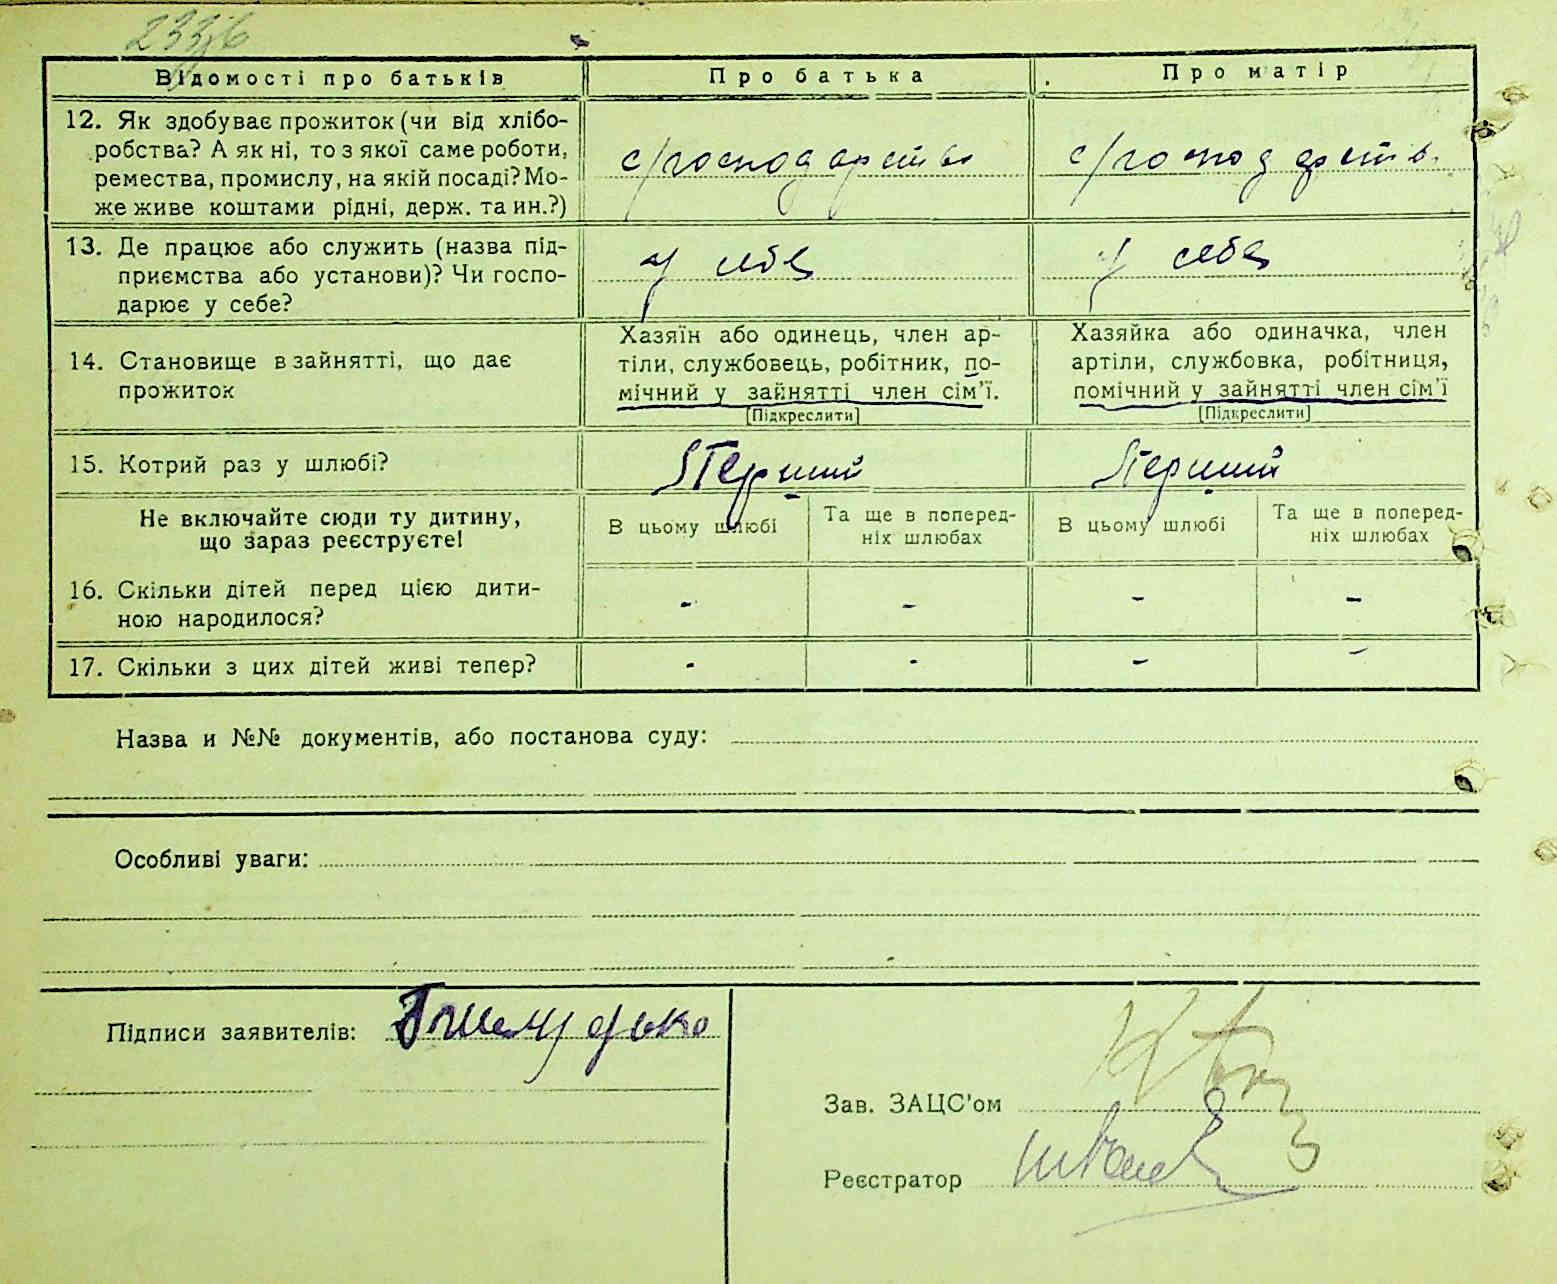 Відомості про батьків
Про батька
Про матір
12. Як здобуває прожиток (чи від хлібо-
робства? А як ні, то з якої саме роботи,
ремества, промислу, на якій посаді? Мо-
же живе коштами рідні, держ. та ин.?)
с/господарство
с/господарств.
13. Де працює або служить (назва під-
приємства або установи)? Чи госпо-
дарює у себе?
у себе
у себе
14. Становище в зайнятті, що дає
прожиток
Хазяїн або одинець, член ар-
тіли, службовець, робітник, по-
мічний у зайнятті член сім'ї.
[Підкреслити]
Хазяйка або одиначка, член
артіли, службовка, робітниця,
помічний у зайнятті член сім'ї
[Підкреслити]
15. Котрий раз у шлюбі?
Перший
Перший
Не включайте сюди ту дитину,
що зараз реєструєте!
В цьому шлюбі
Та ще в поперед-
ніх шлюбах
В цьому шлюбі
Та ще в поперед-
ніх шлюбах
16. Скільки дітей перед цією дити-
ною народилося?
-
-
-
-
17. Скільки з цих дітей живі тепер?
-
-
-
-
Назва и №№ документів, або постанова суду:
Особливі уваги:
Підписи заявителів:
Зав. ЗАЦС'ом
Реєстратор